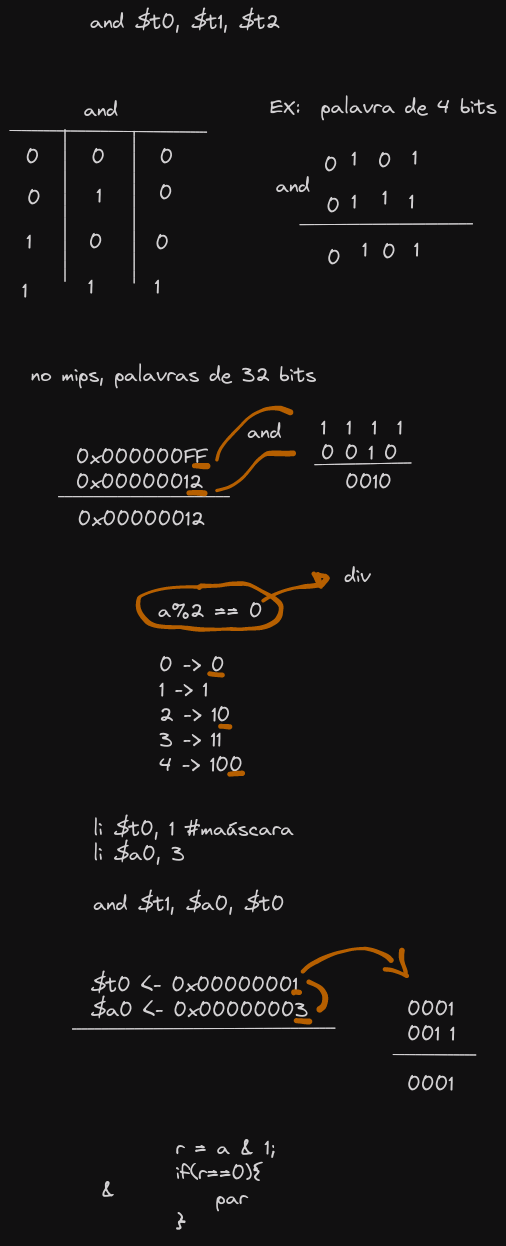 and $t0, $t1, $t2
and
0 0 0
0 1 0
1 0 0
1 1 1
EX: palavra de 4 bits
0 1 0 1
and
0 1 1 1
0 1 0 1
no mips, palavras de 32 bits
0x000000FF
0x00000012
0x00000012
and
1 1 1 1
0 0 1 0
0010
a%2 == 0
div
0 -> 0
1 -> 1
2 -> 10
3 -> 11
4 -> 100
li $t0, 1 #maáscara
li $a0, 3
and $t1, $a0, $t0
$t0 <- 0x00000001
$a0 <- 0x00000003
0001
0011
0001
r = a & 1;
if(r==0){
&
par
}